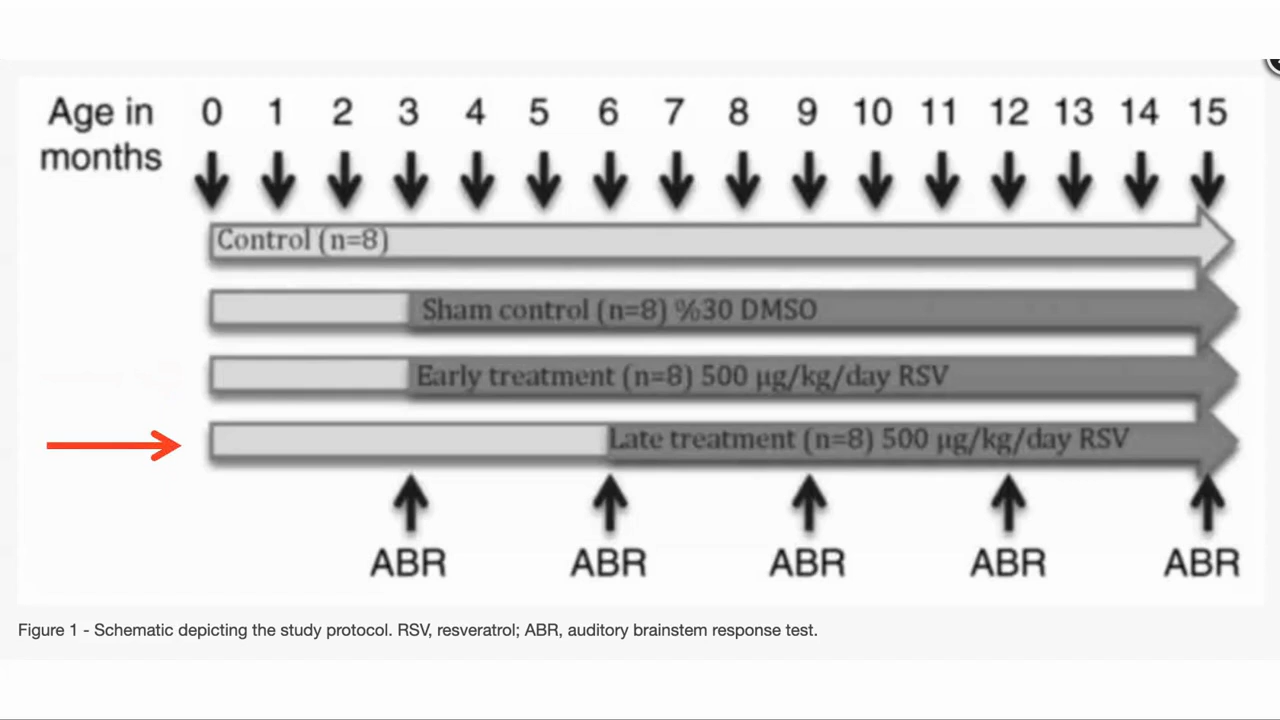 Age in 0 1 2 3 4 5 6 7 8 9 10 11 12 13 14 15
months
Control (n=8)
Sham control (n=8) %30 DMSO
Early treatment (n=8) 500 µg/kg/day RSV
Late treatment (n=8) 500 µg/kg/day RSV
ABR ABR ABR ABR ABR
Figure 1 - Schematic depicting the study protocol. RSV, resveratrol; ABR, auditory brainstem response test.